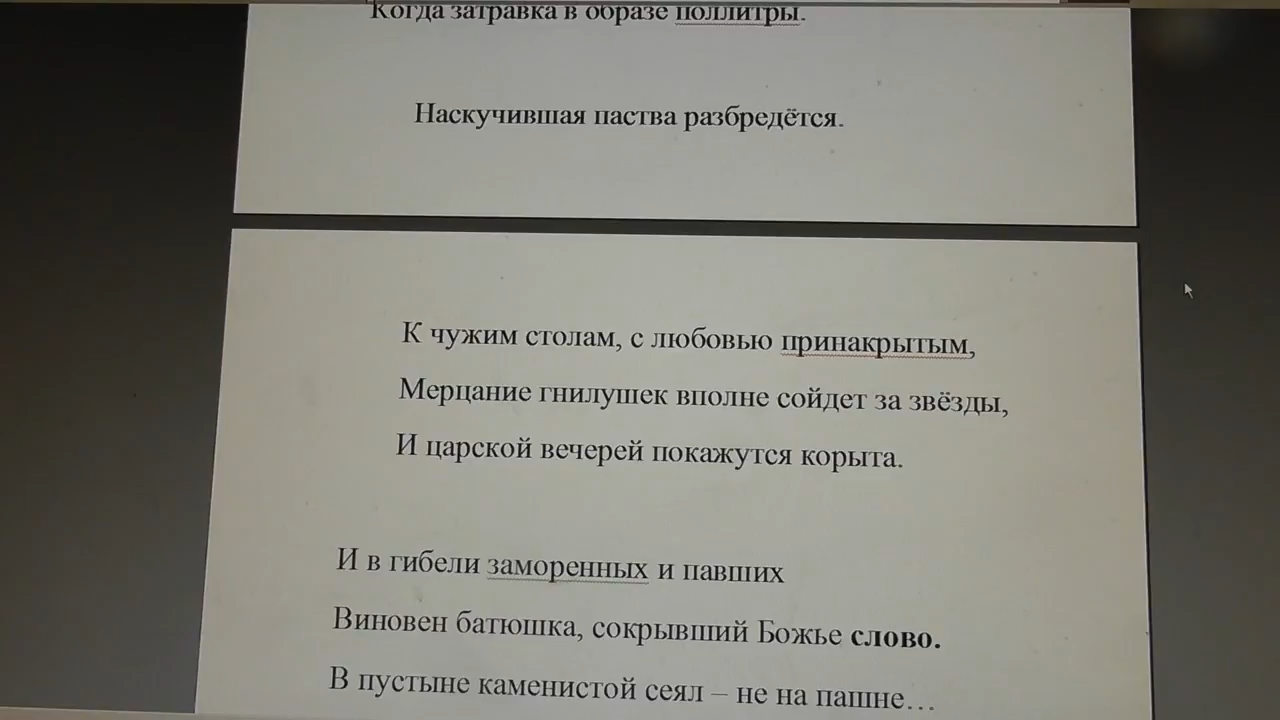 Когда затравка в образе поллитры.
Наскучившая паства разбредётся.
К чужим столам, с любовью принакрытым,
Мерцание гнилушек вполне сойдет за звёзды,
И царской вечерей покажутся корыта.
И в гибели заморенных и павших
Виновен батюшка, сокрывший Божье слово.
В пустыне каменистой сеял – не на пашне…